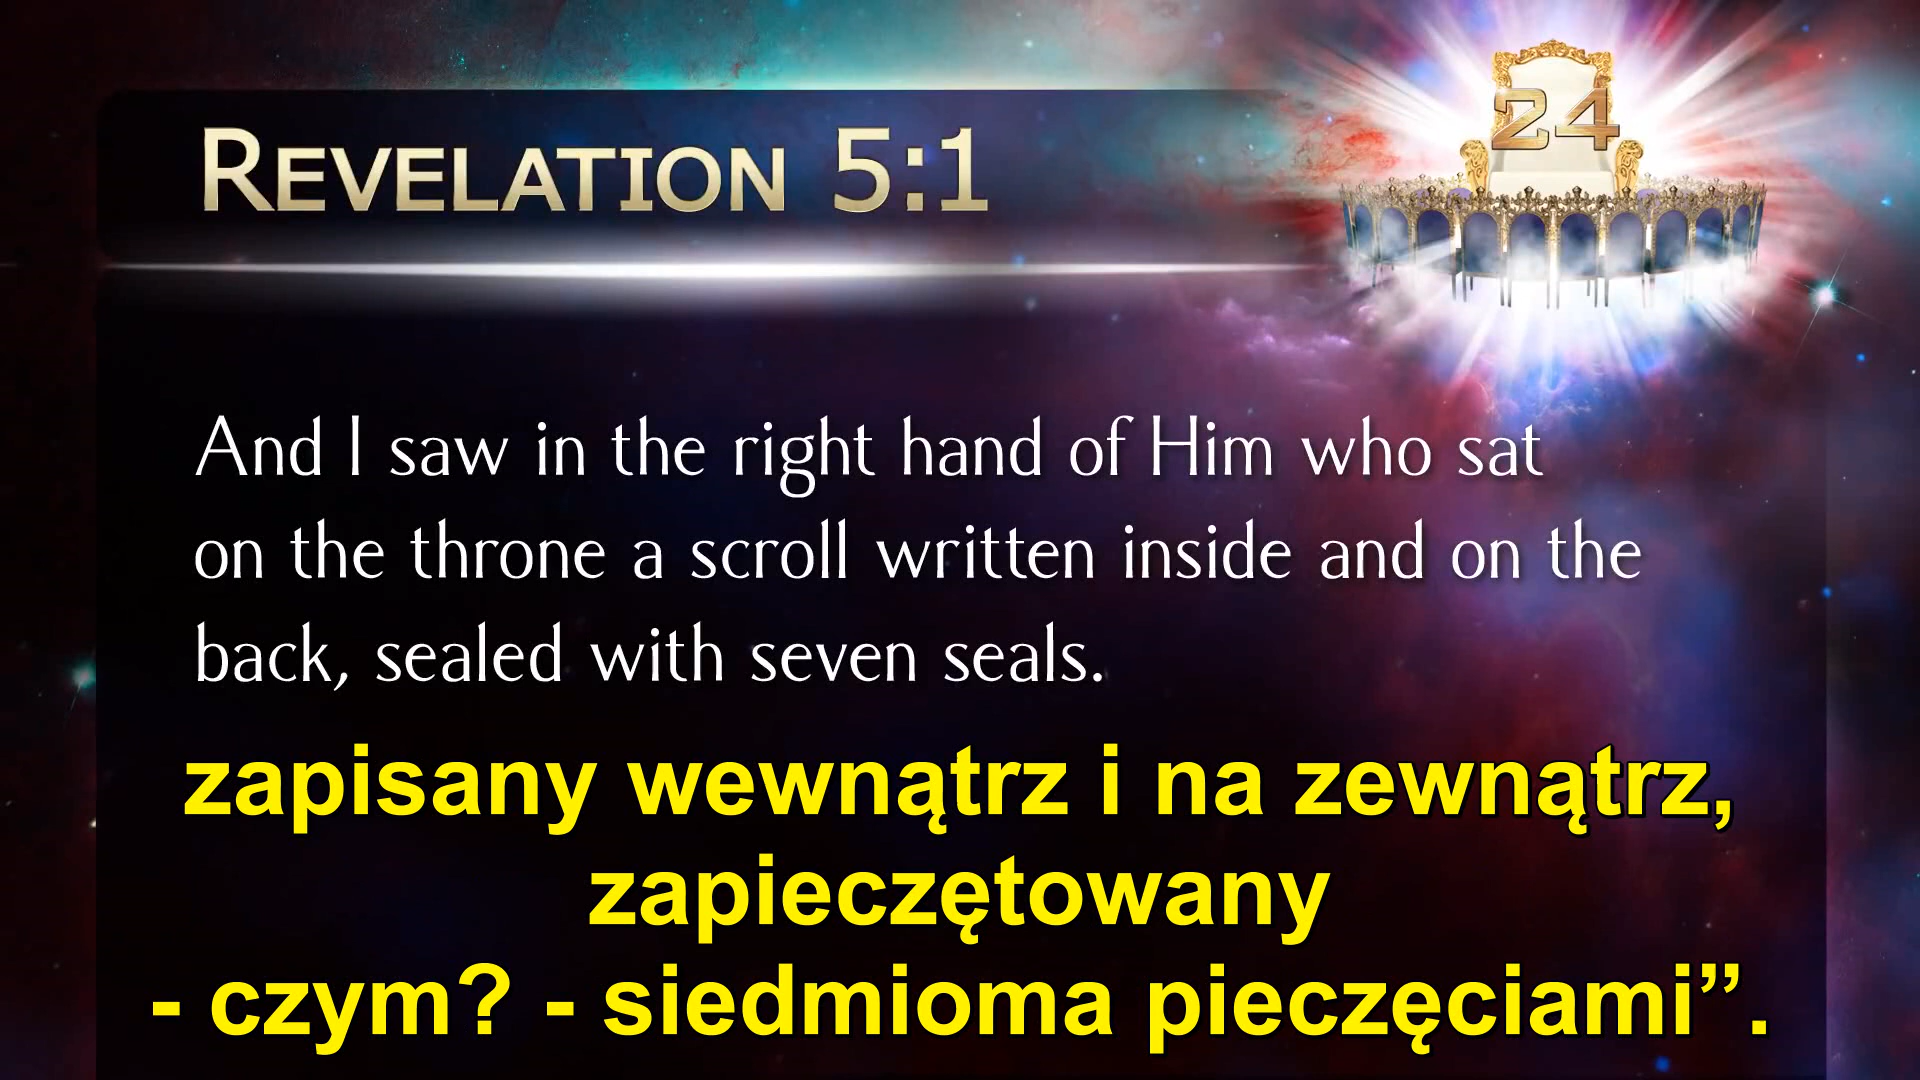 24
REVELATION 5:1
And I saw in the right hand of Him who sat
on the throne a scroll written inside and on the
back, sealed with seven seals.
zapisany wewnątrz i na zewnątrz,
zapieczętowany
- czym? - siedmioma pieczęciami”.